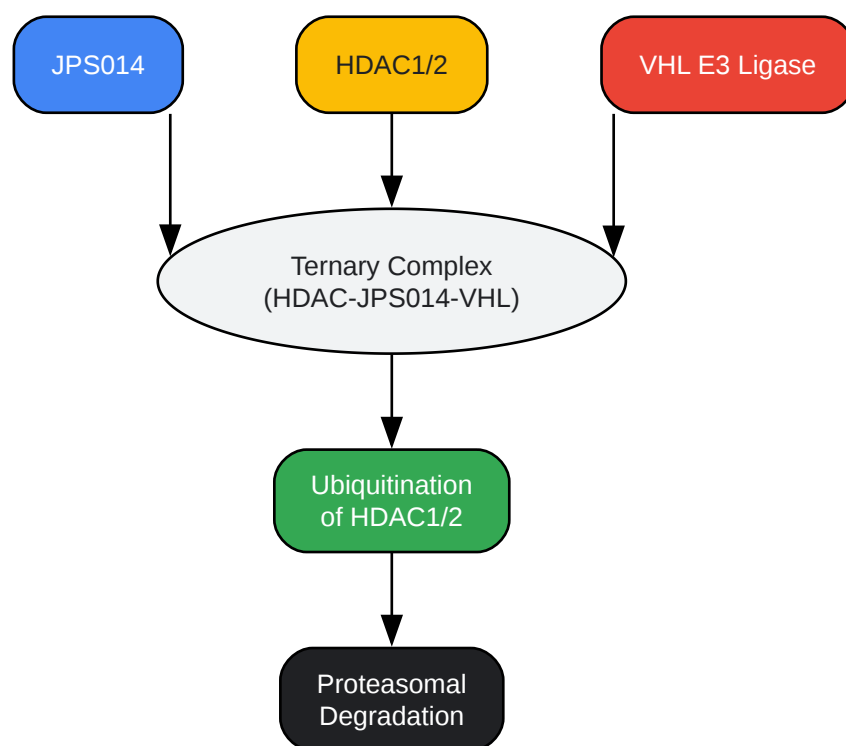 JPS014
HDAC1/2
VHL E3 Ligase
Ternary Complex
(HDAC-JPS014-VHL)
Ubiquitination
of HDAC1/2
Proteasomal
Degradation